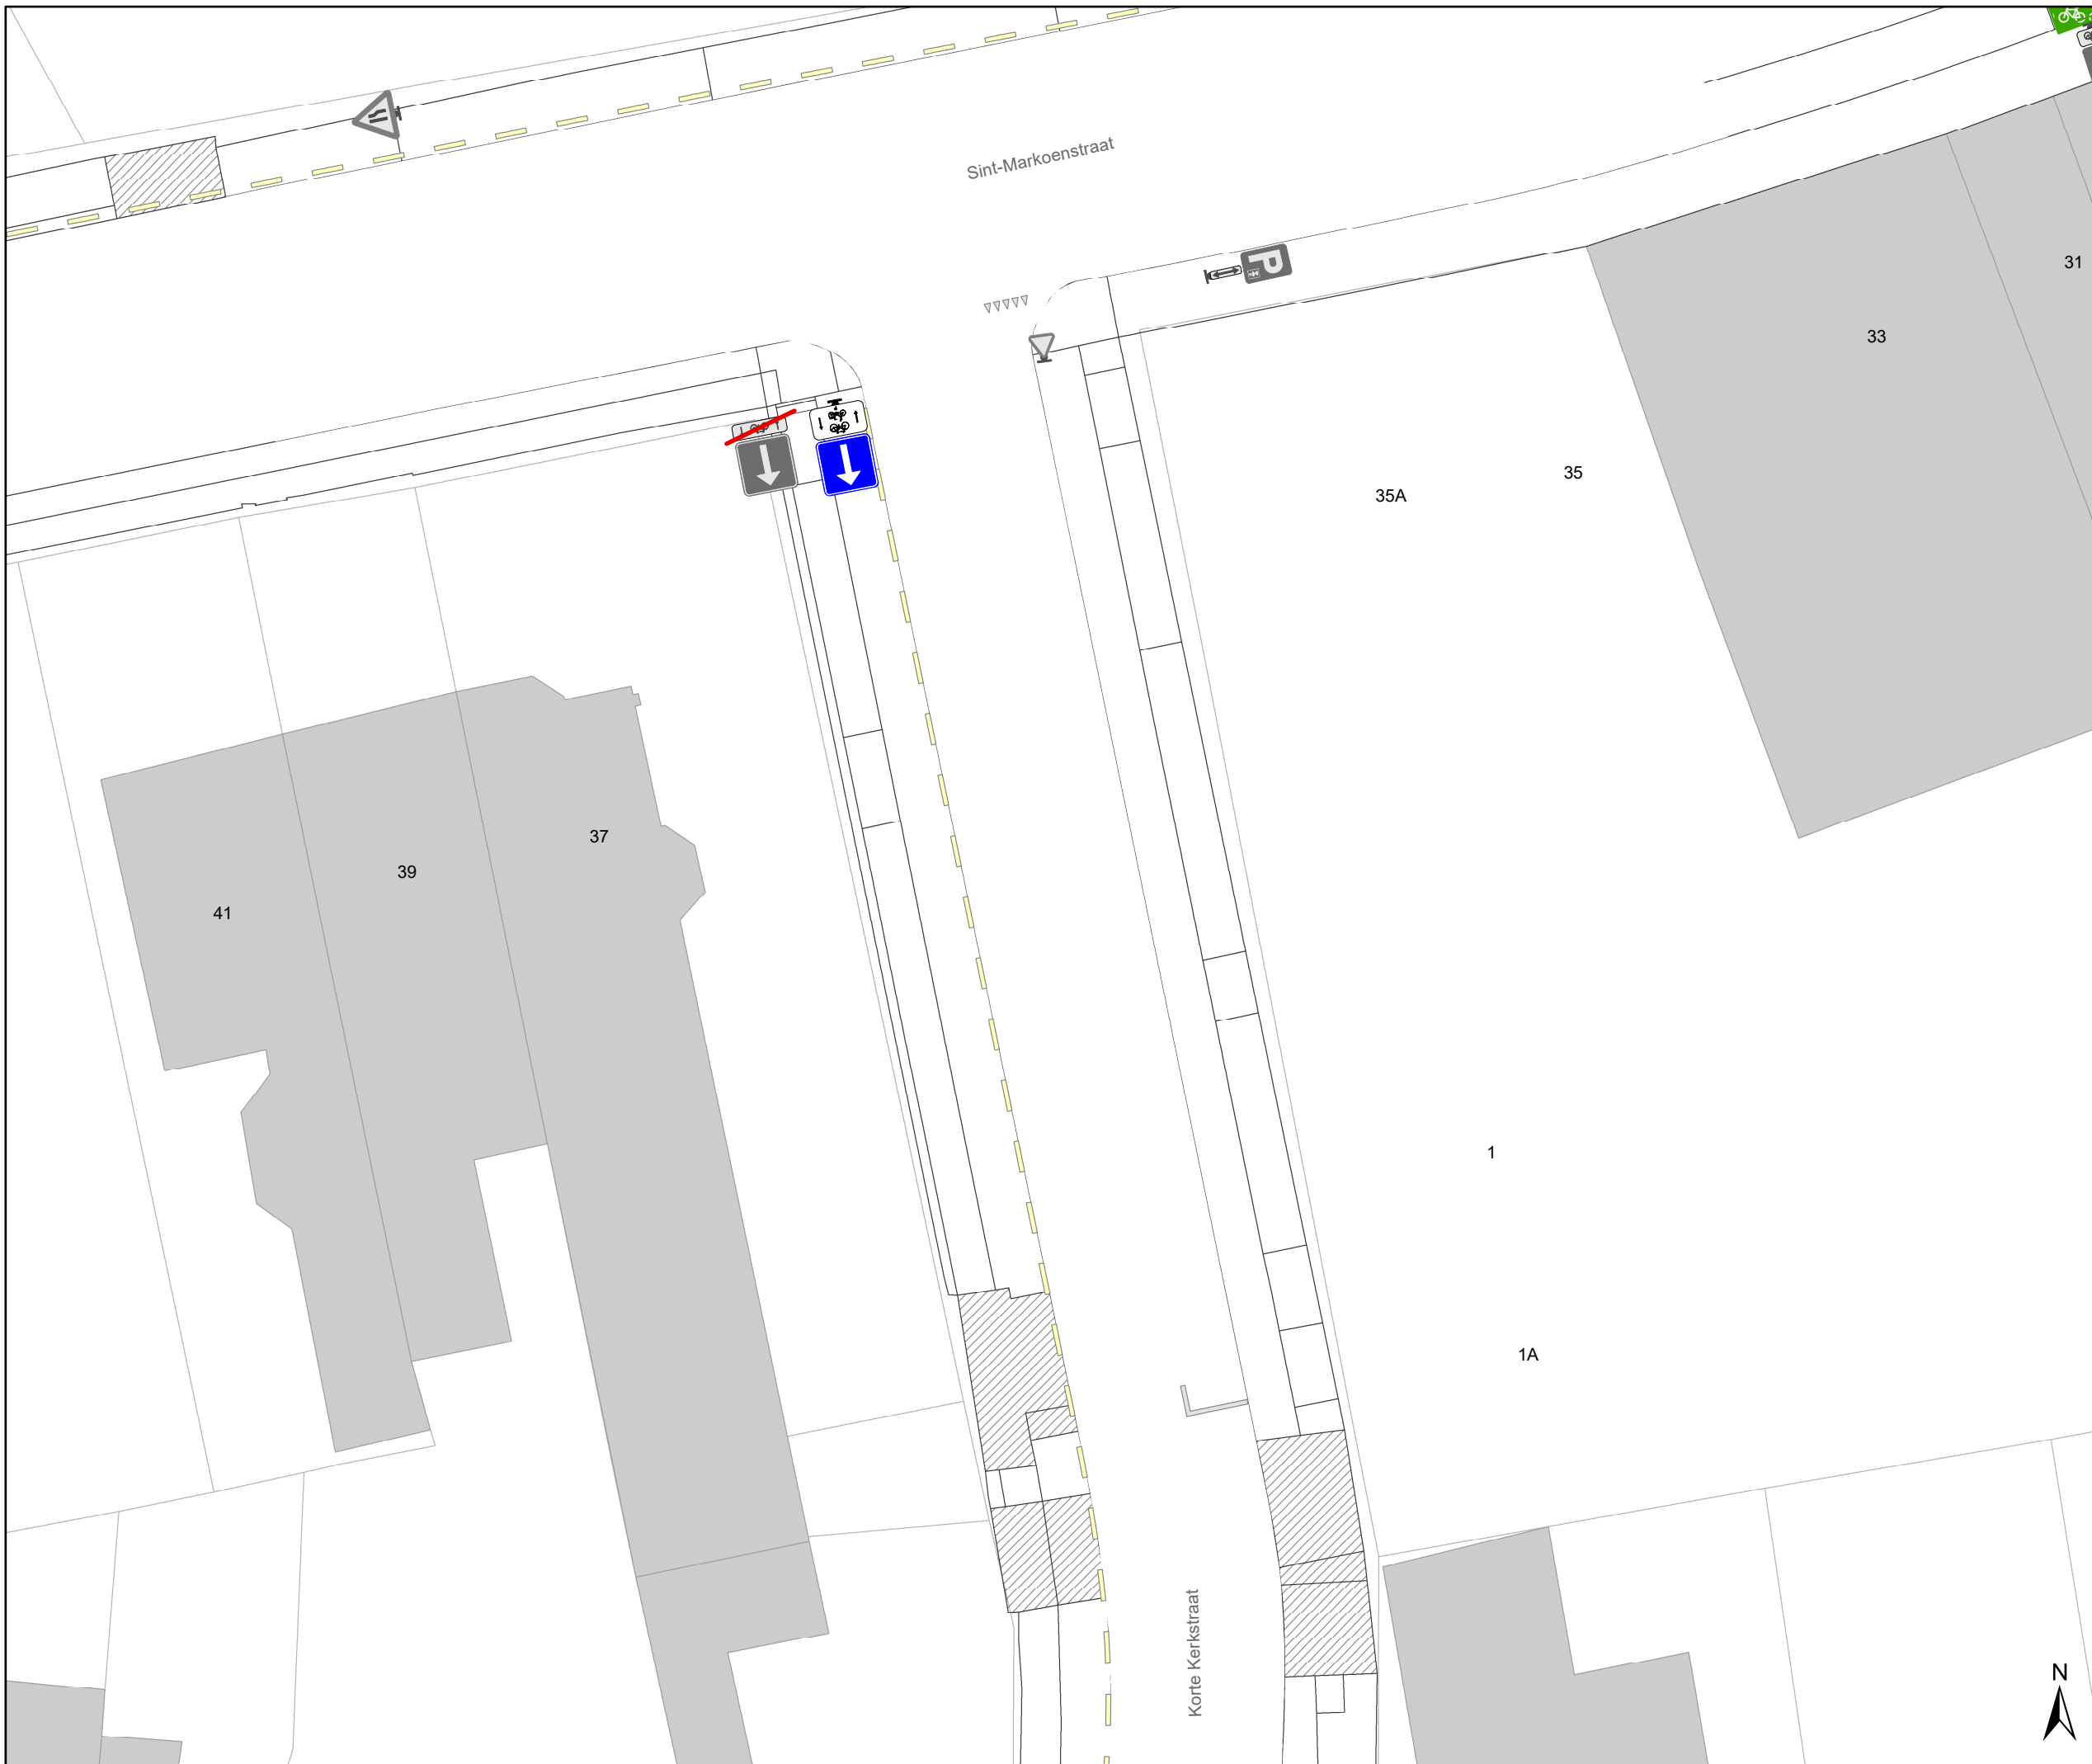 Sint-Markoenstraat
P
31
33
35
35A
37
39
41
1
1A
Korte Kerkstraat
N